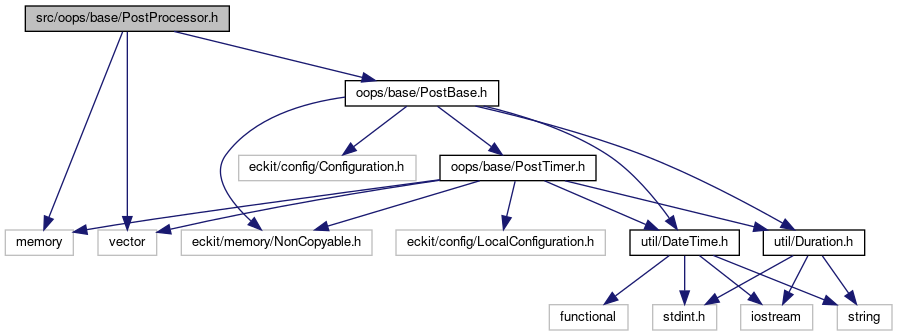 src/oops/base/PostProcessor.h
oops/base/PostBase.h
eckit/config/Configuration.h
oops/base/PostTimer.h
memory
vector
eckit/memory/NonCopyable.h
eckit/config/LocalConfiguration.h
util/DateTime.h
util/Duration.h
functional
stdint.h
iostream
string